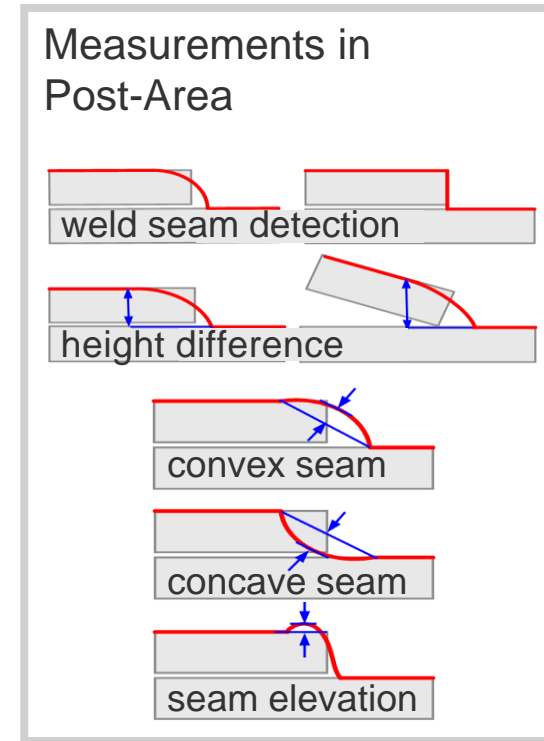 Measurements in
Post-Area
weld seam detection
height difference
convex seam
concave seam
seam elevation